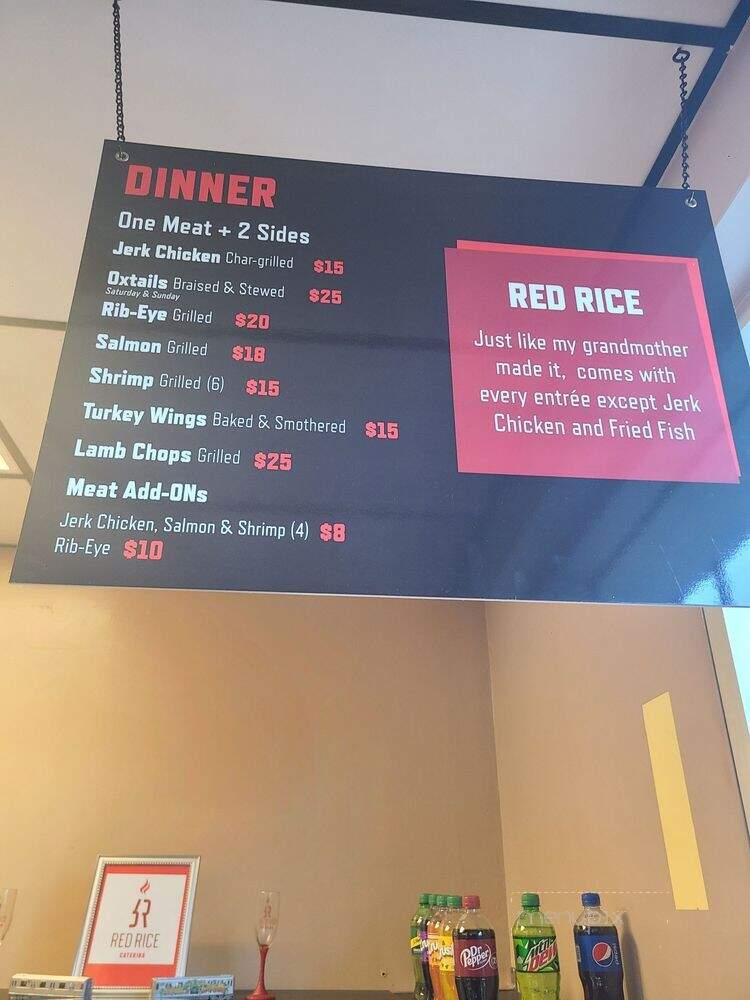 DINNER
One Meat + 2 Sides
Jerk Chicken Char-grilled $15
Oxtails Braised & Stewed $25
Saturday & Sunday
Rib-Eye Grilled $20
Salmon Grilled $18
Shrimp Grilled (6) $15
Turkey Wings Baked & Smothered $15
Lamb Chops Grilled $25
Meat Add-ONs
Jerk Chicken, Salmon & Shrimp (4) $8
Rib-Eye $10
RED RICE
Just like my grandmother
made it, comes with
every entrée except Jerk
Chicken and Fried Fish
RED RICE
CATERING
Dr Pepper
pepsi